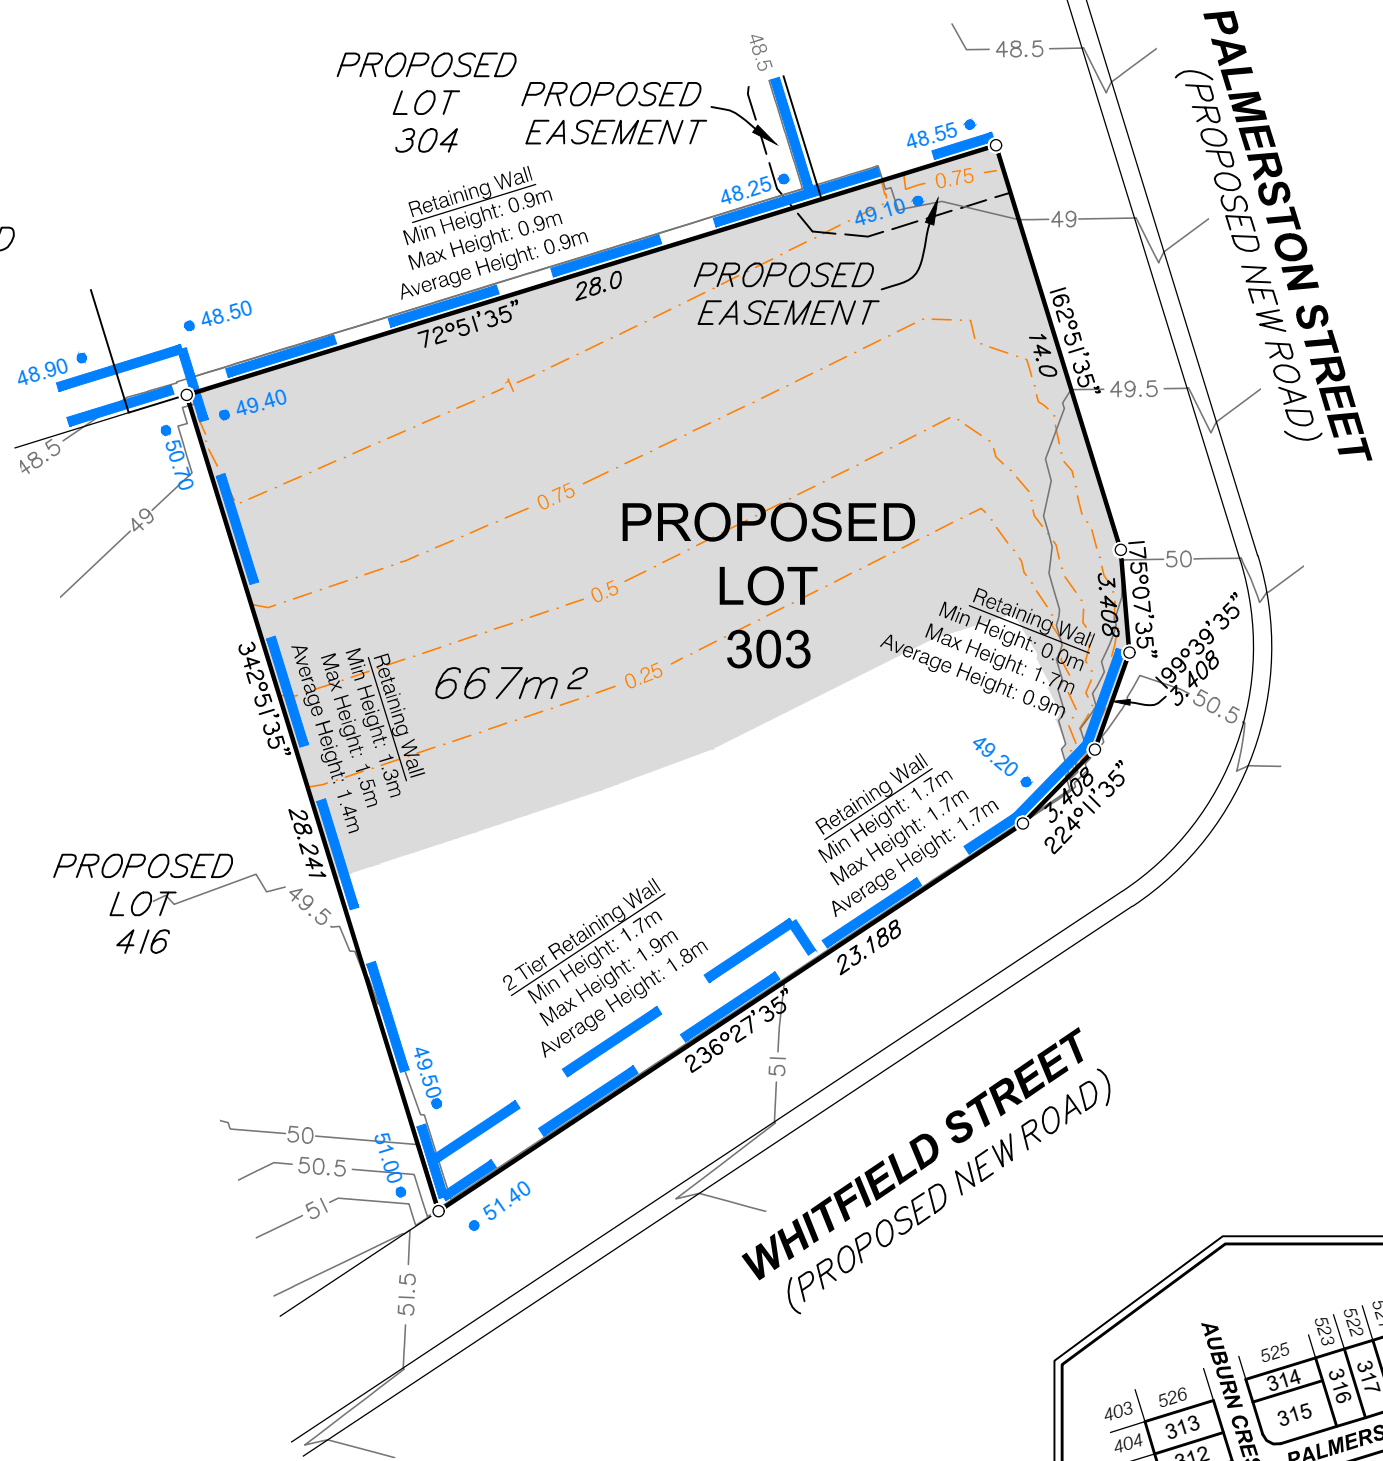 PROPOSED
LOT
304
PROPOSED
EASEMENT
48.5
48.5
PALMERSTON STREET
(PROPOSED NEW ROAD)
48.55
Retaining Wall
Min Height: 0.9m
Max Height: 0.9m
Average Height: 0.9m
48.25
49.10
0.75
49
PROPOSED
EASEMENT
28.0
72°51'35"
48.50
48.90
49.40
50.70
48.5
49
1
162°51'35"
14.0
49.5
0.75
PROPOSED
LOT
303
667m²
0.5
0.25
175°07'35"
3.408
50
199°39'35"
3.408
50.5
Retaining Wall
Min Height: 0.0m
Max Height: 1.7m
Average Height: 0.9m
342°51'35"
28.241
Retaining Wall
Min Height: 1.3m
Max Height: 1.5m
Average Height: 1.4m
49.20
3.408
224°11'35"
Retaining Wall
Min Height: 1.7m
Max Height: 1.7m
Average Height: 1.7m
PROPOSED
LOT
416
49.5
2 Tier Retaining Wall
Min Height: 1.7m
Max Height: 1.9m
Average Height: 1.8m
23.188
236°27'35"
51
49.50
51.00
51.40
50
50.5
51
51.5
WHITFIELD STREET
(PROPOSED NEW ROAD)
403
404
526
313
312
AUBURN CRES
525
314
315
523
522
316
317
PALMERS